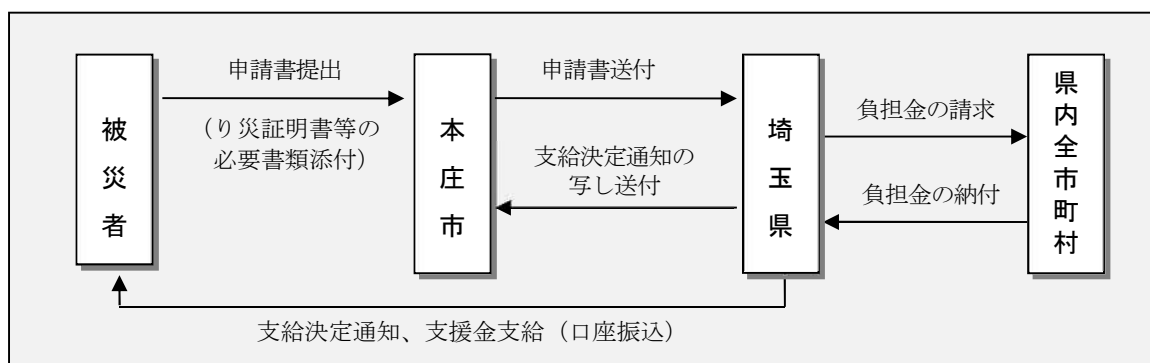 被災者
申請書提出
(り災証明書等の
必要書類添付)
本庄市
申請書送付
支給決定通知の
写し送付
埼玉県
負担金の請求
負担金の納付
県内全市町村
支給決定通知、支援金支給(口座振込)